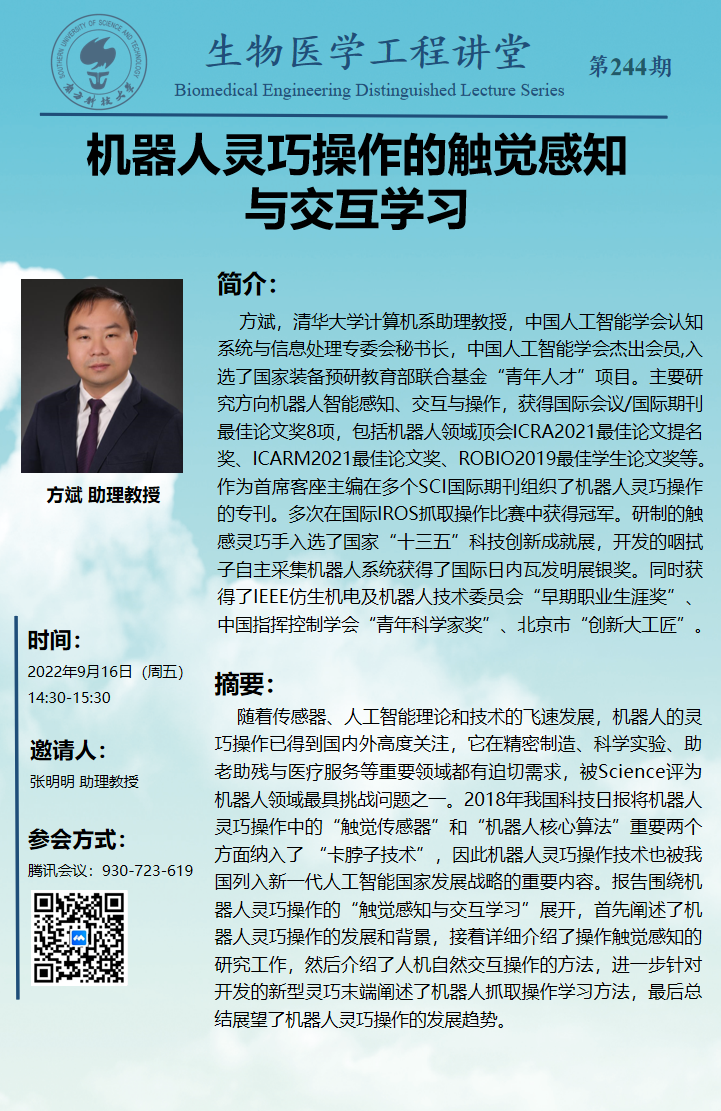 SOUTHERN UNIVERSITY OF SCIENCE AND TECHNOLOGY
南方科技大学
生物医学工程讲堂
Biomedical Engineering Distinguished Lecture Series
第244期
机器人灵巧操作的触觉感知
与交互学习
方斌 助理教授
简介：
方斌，清华大学计算机系助理教授，中国人工智能学会认知
系统与信息处理专委会秘书长，中国人工智能学会杰出会员,入
选了国家装备预研教育部联合基金“青年人才”项目。主要研
究方向机器人智能感知、交互与操作，获得国际会议/国际期刊
最佳论文奖8项，包括机器人领域顶会ICRA2021最佳论文提名
奖、ICARM2021最佳论文奖、ROBIO2019最佳学生论文奖等。
作为首席客座主编在多个SCI国际期刊组织了机器人灵巧操作
的专刊。多次在国际IROS抓取操作比赛中获得冠军。研制的触
感灵巧手入选了国家“十三五”科技创新成就展，开发的咽拭
子自主采集机器人系统获得了国际日内瓦发明展银奖。同时获
得了IEEE仿生机电及机器人技术委员会“早期职业生涯奖”、
中国指挥控制学会“青年科学家奖”、北京市“创新大工匠”。
时间：
2022年9月16日（周五）
14:30-15:30
邀请人：
张明明 助理教授
参会方式：
腾讯会议：930-723-619
摘要：
随着传感器、人工智能理论和技术的飞速发展，机器人的灵
巧操作已得到国内外高度关注，它在精密制造、科学实验、助
老助残与医疗服务等重要领域都有迫切需求，被Science评为
机器人领域最具挑战问题之一。2018年我国科技日报将机器人
灵巧操作中的“触觉传感器”和“机器人核心算法”重要两个
方面纳入了 “卡脖子技术”，因此机器人灵巧操作技术也被我
国列入新一代人工智能国家发展战略的重要内容。报告围绕机
器人灵巧操作的“触觉感知与交互学习”展开，首先阐述了机
器人灵巧操作的发展和背景，接着详细介绍了操作触觉感知的
研究工作，然后介绍了人机自然交互操作的方法，进一步针对
开发的新型灵巧末端阐述了机器人抓取操作学习方法，最后总
结展望了机器人灵巧操作的发展趋势。